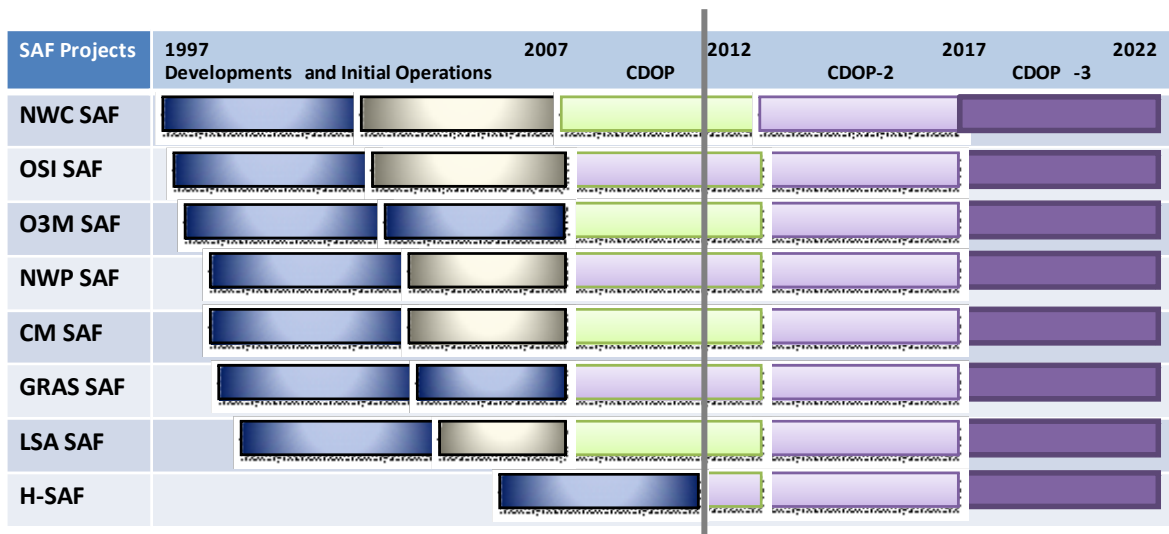 SAF Projects 1997 2007 2012 2017 2022
Developments and Initial Operations CDOP CDOP-2 CDOP -3
NWC SAF
OSI SAF
O3M SAF
NWP SAF
CM SAF
GRAS SAF
LSA SAF
H-SAF